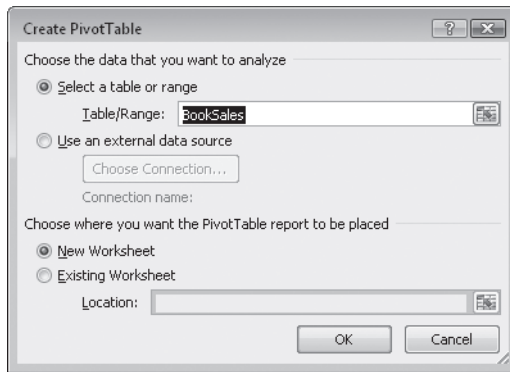 Create PivotTable
Choose the data that you want to analyze
Select a table or range
Table/Range: BookSales
Use an external data source
Choose Connection...
Connection name:
Choose where you want the PivotTable report to be placed
New Worksheet
Existing Worksheet
Location:
OK Cancel